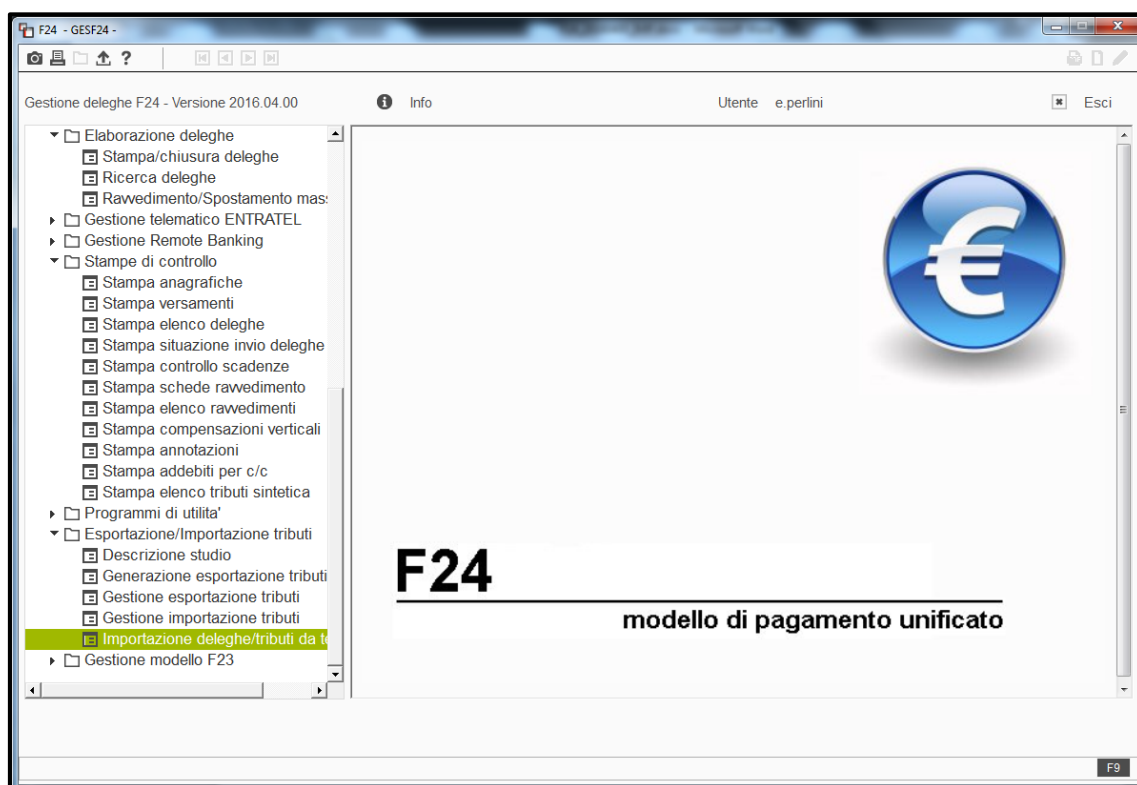 F24 - GESF24 -
?
Gestione deleghe F24 - Versione 2016.04.00 Info Utente e.perlini Esci
Elaborazione deleghe
Stampa/chiusura deleghe
Ricerca deleghe
Ravvedimento/Spostamento mas
Gestione telematico ENTRATEL
Gestione Remote Banking
Stampe di controllo
Stampa anagrafiche
Stampa versamenti
Stampa elenco deleghe
Stampa situazione invio deleghe
Stampa controllo scadenze
Stampa schede ravvedimento
Stampa elenco ravvedimenti
Stampa compensazioni verticali
Stampa annotazioni
Stampa addebiti per c/c
Stampa elenco tributi sintetica
Programmi di utilita'
Esportazione/Importazione tributi
Descrizione studio
Generazione esportazione tributi
Gestione esportazione tributi
Gestione importazione tributi
Importazione deleghe/tributi da te
Gestione modello F23
€
F24
modello di pagamento unificato
F9